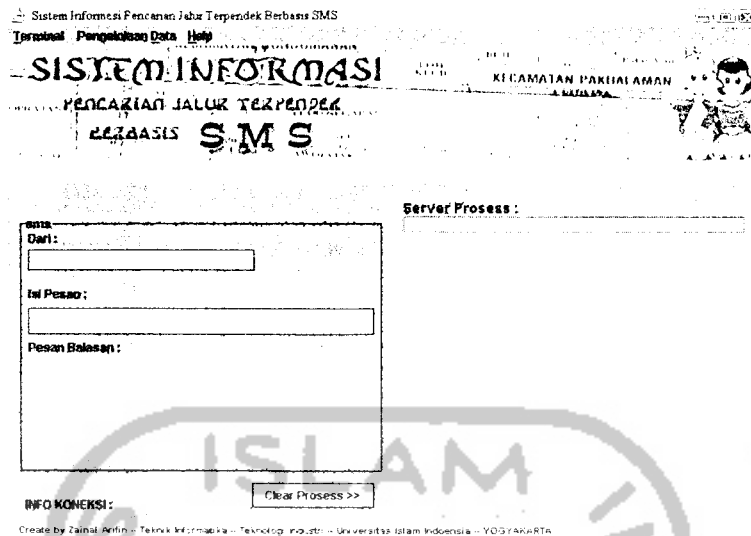 Sistem Informasi Pencarian Jalur Terpendek Berbasis SMS
Terminal Pengelolaan Data Help
SISTEM INFORMASI
KECAMATAN PAKUALAMAN
PENCARIAN JALUR TERPENDEK
BERBASIS SMS
Server Prosess :
sms
Dari :
Isi Pesan :
Pesan Balasan :
ISLAM
INFO KONEKSI :
Clear Prosess >>
Create by Zainal Arifin -- Teknik Informatika -- Teknologi Industri -- Universitas Islam Indoensia -- YOGYAKARTA